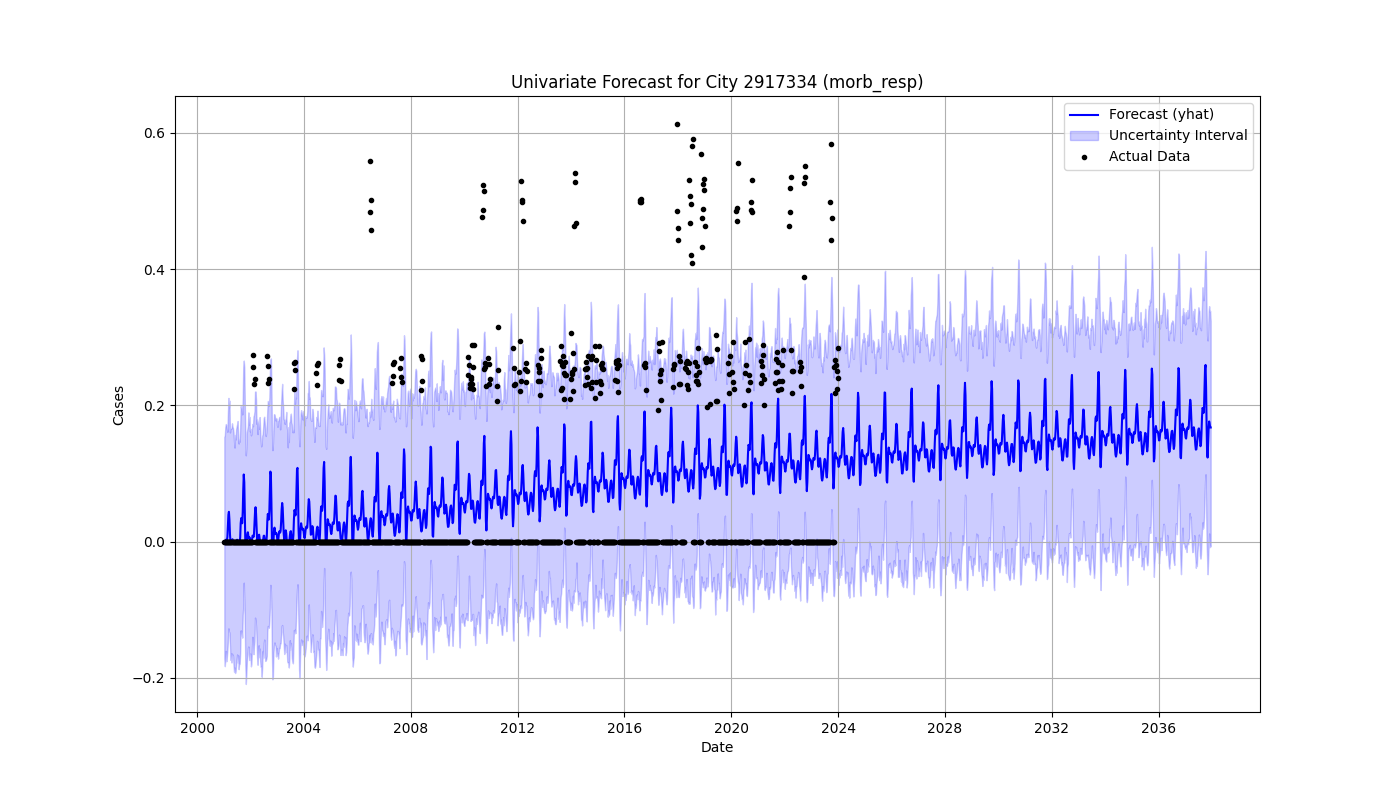 Univariate Forecast for City 2917334 (morb_resp)
Forecast (yhat)
Uncertainty Interval
Actual Data
Cases
0.6
0.4
0.2
0.0
−0.2
2000 2004 2008 2012 2016 2020 2024 2028 2032 2036
Date